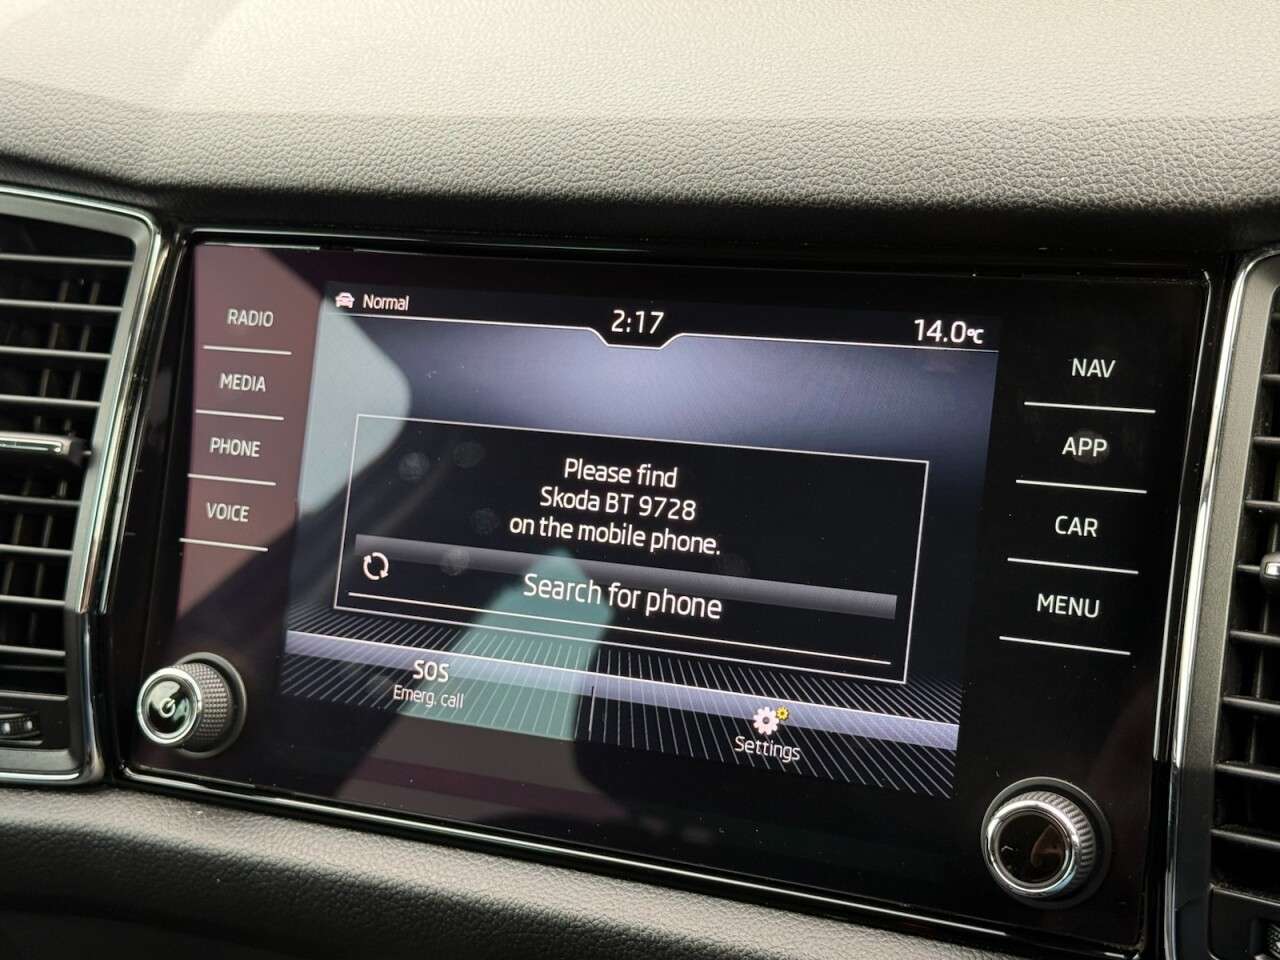 RADIO
MEDIA
PHONE
VOICE
Normal
2:17
14.0°C
Please find
Skoda BT 9728
on the mobile phone.
Search for phone
SOS
Emerg. call
Settings
NAV
APP
CAR
MENU